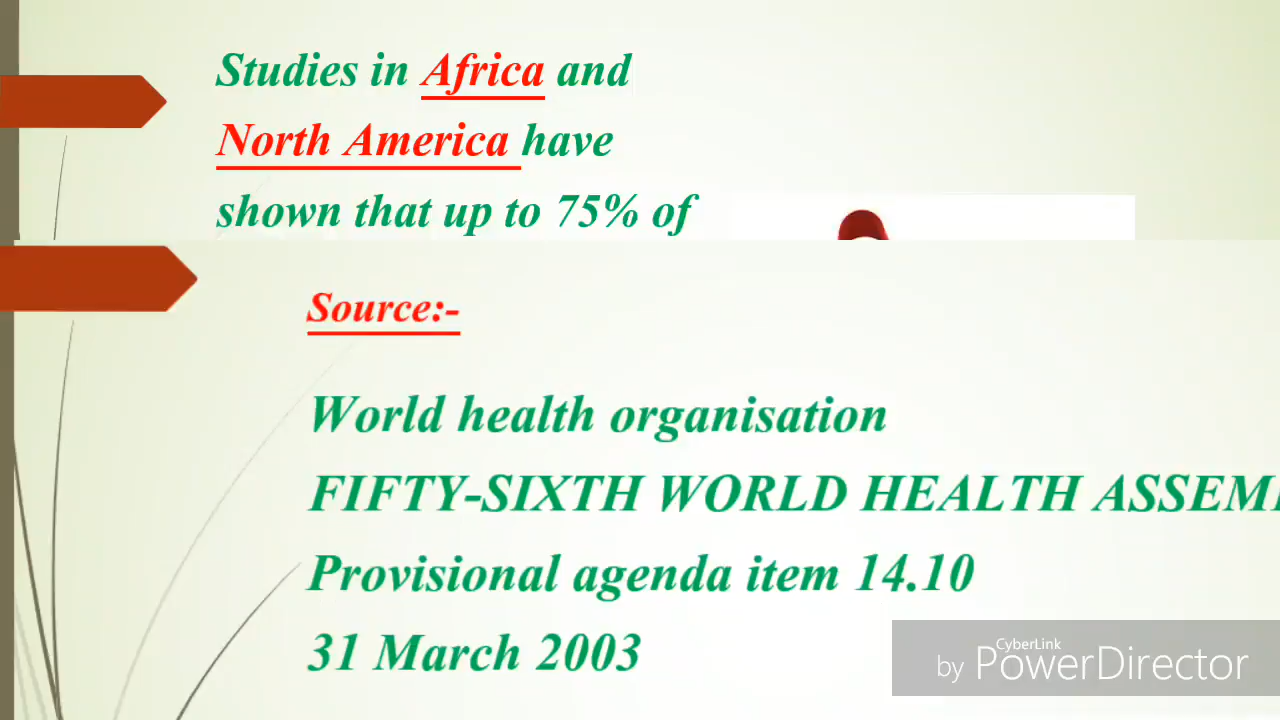 Studies in Africa and
North America have
shown that up to 75% of
Source:-
World health organisation
FIFTY-SIXTH WORLD HEALTH ASSEM
Provisional agenda item 14.10
31 March 2003
CyberLink
by PowerDirector